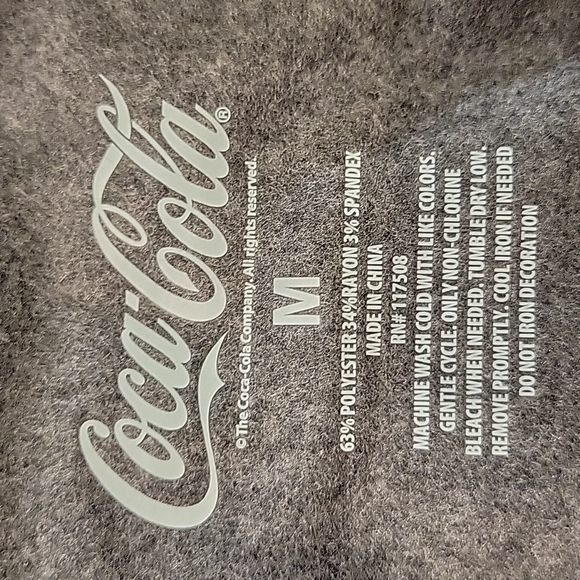 Coca-Cola®
© The Coca-Cola Company. All rights reserved.
M
63% POLYESTER 34% RAYON 3% SPANDEX
MADE IN CHINA
RN# 117508
MACHINE WASH COLD WITH LIKE COLORS.
GENTLE CYCLE. ONLY NON-CHLORINE
BLEACH WHEN NEEDED. TUMBLE DRY LOW.
REMOVE PROMPTLY. COOL IRON IF NEEDED
DO NOT IRON DECORATION